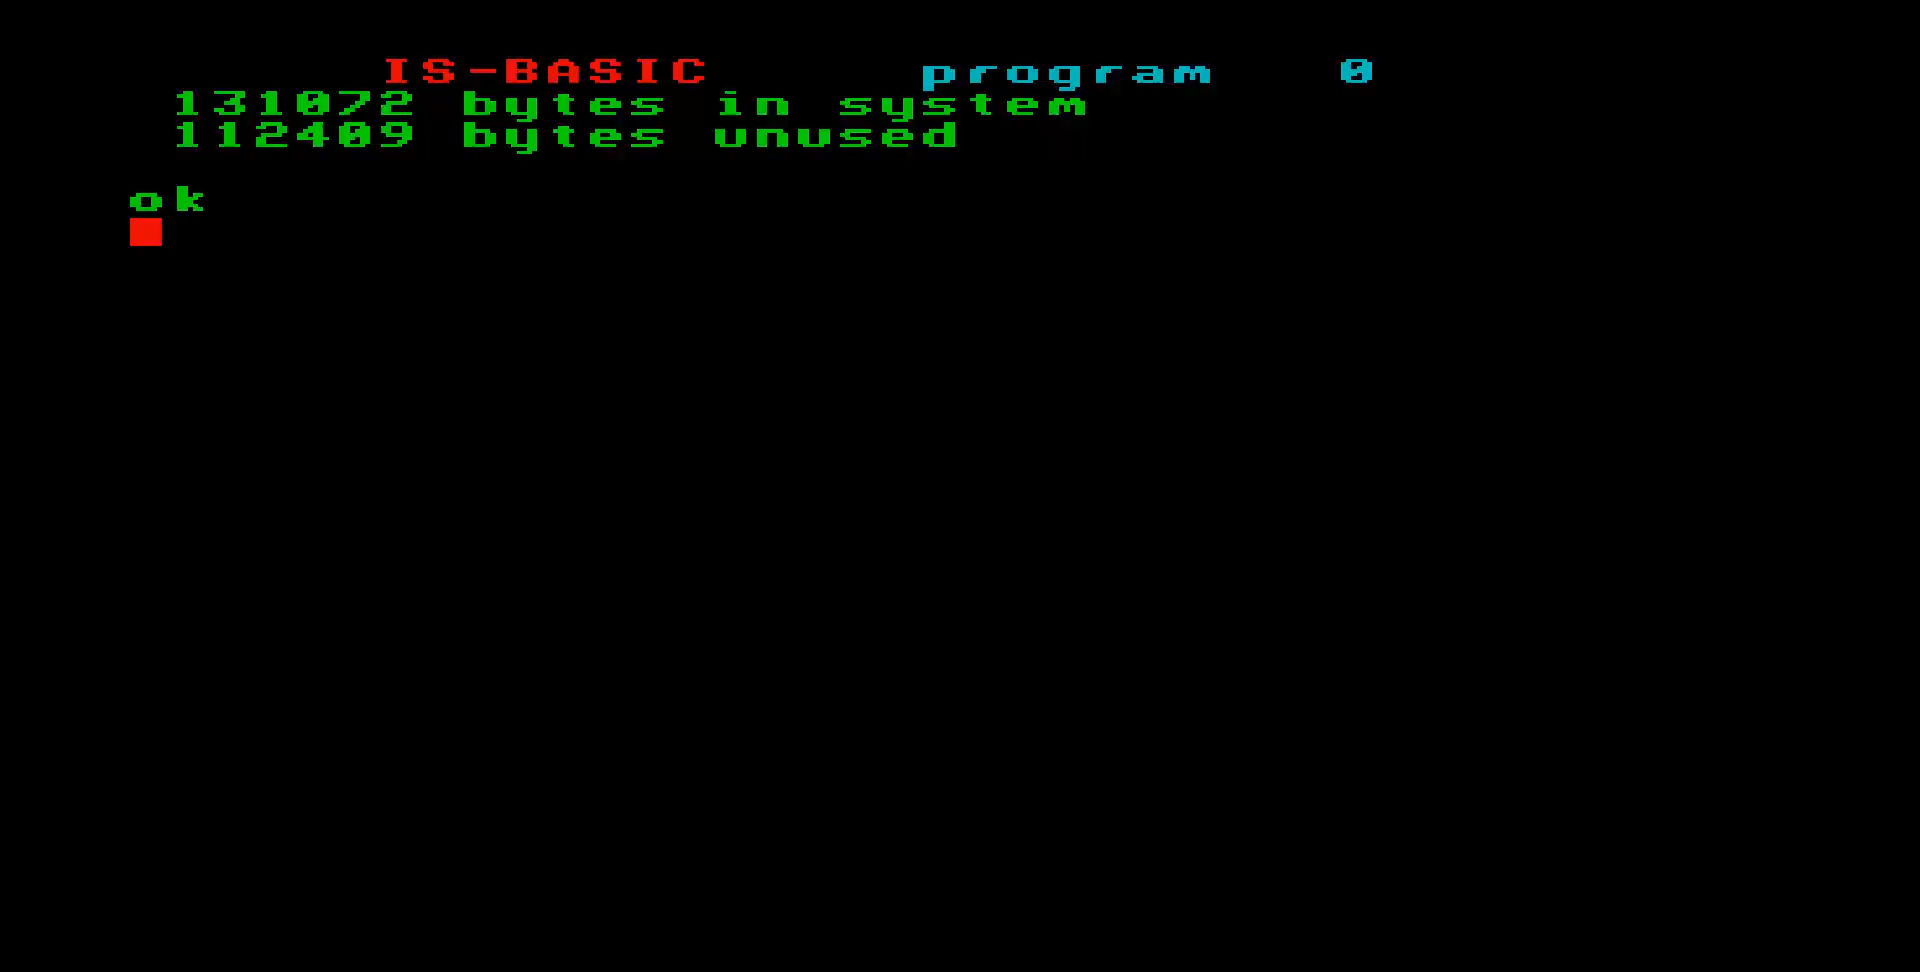 IS-BASIC program 0
131072 bytes in system
112409 bytes unused
ok